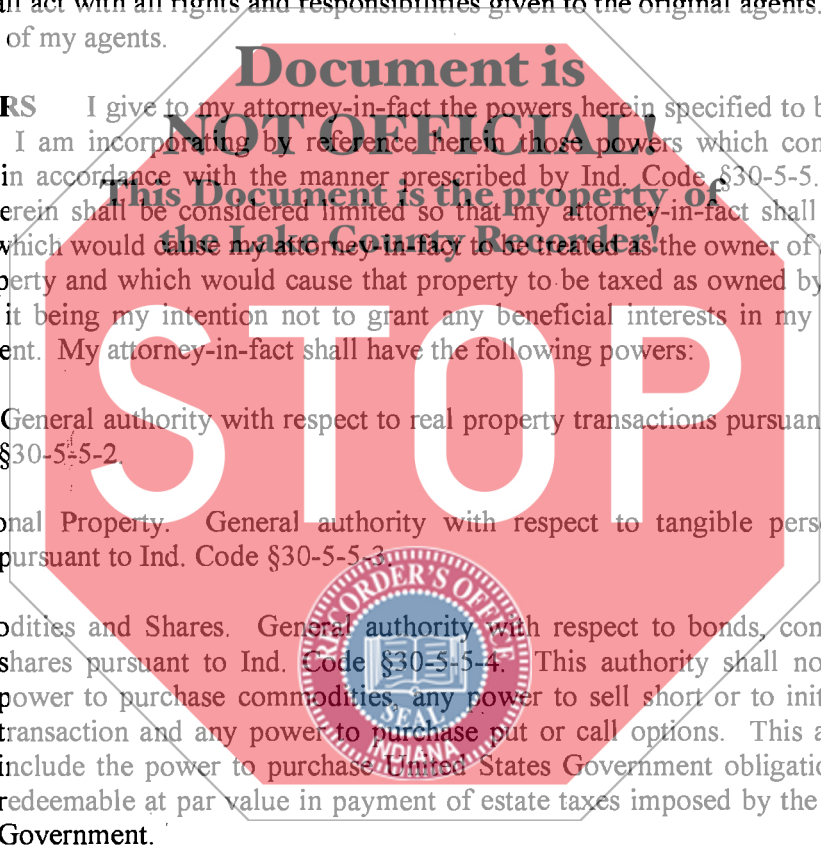 all act with all rights and responsibilities given to the original agents.
of my agents.
Document is
RS I give to my attorney-in-fact the powers herein specified to b
NOT OFFICIAL!
I am incorporating by reference herein those powers which con
in accordance with the manner prescribed by Ind. Code §30-5-5.
This Document is the property of
erein shall be considered limited so that my attorney-in-fact shall
the Lake County Recorder!
which would cause my attorney-in-fact to be treated as the owner of
perty and which would cause that property to be taxed as owned by
it being my intention not to grant any beneficial interests in my
ent. My attorney-in-fact shall have the following powers:
STOP
General authority with respect to real property transactions pursuan
§30-5-5-2.
onal Property. General authority with respect to tangible pers
pursuant to Ind. Code §30-5-5-3.
odities and Shares. General authority with respect to bonds, com
shares pursuant to Ind. Code §30-5-5-4. This authority shall no
power to purchase commodities, any power to sell short or to init
transaction and any power to purchase put or call options. This a
include the power to purchase United States Government obligatio
redeemable at par value in payment of estate taxes imposed by the
Government.
RECORDER'S OFFICE
SEAL
INDIANA